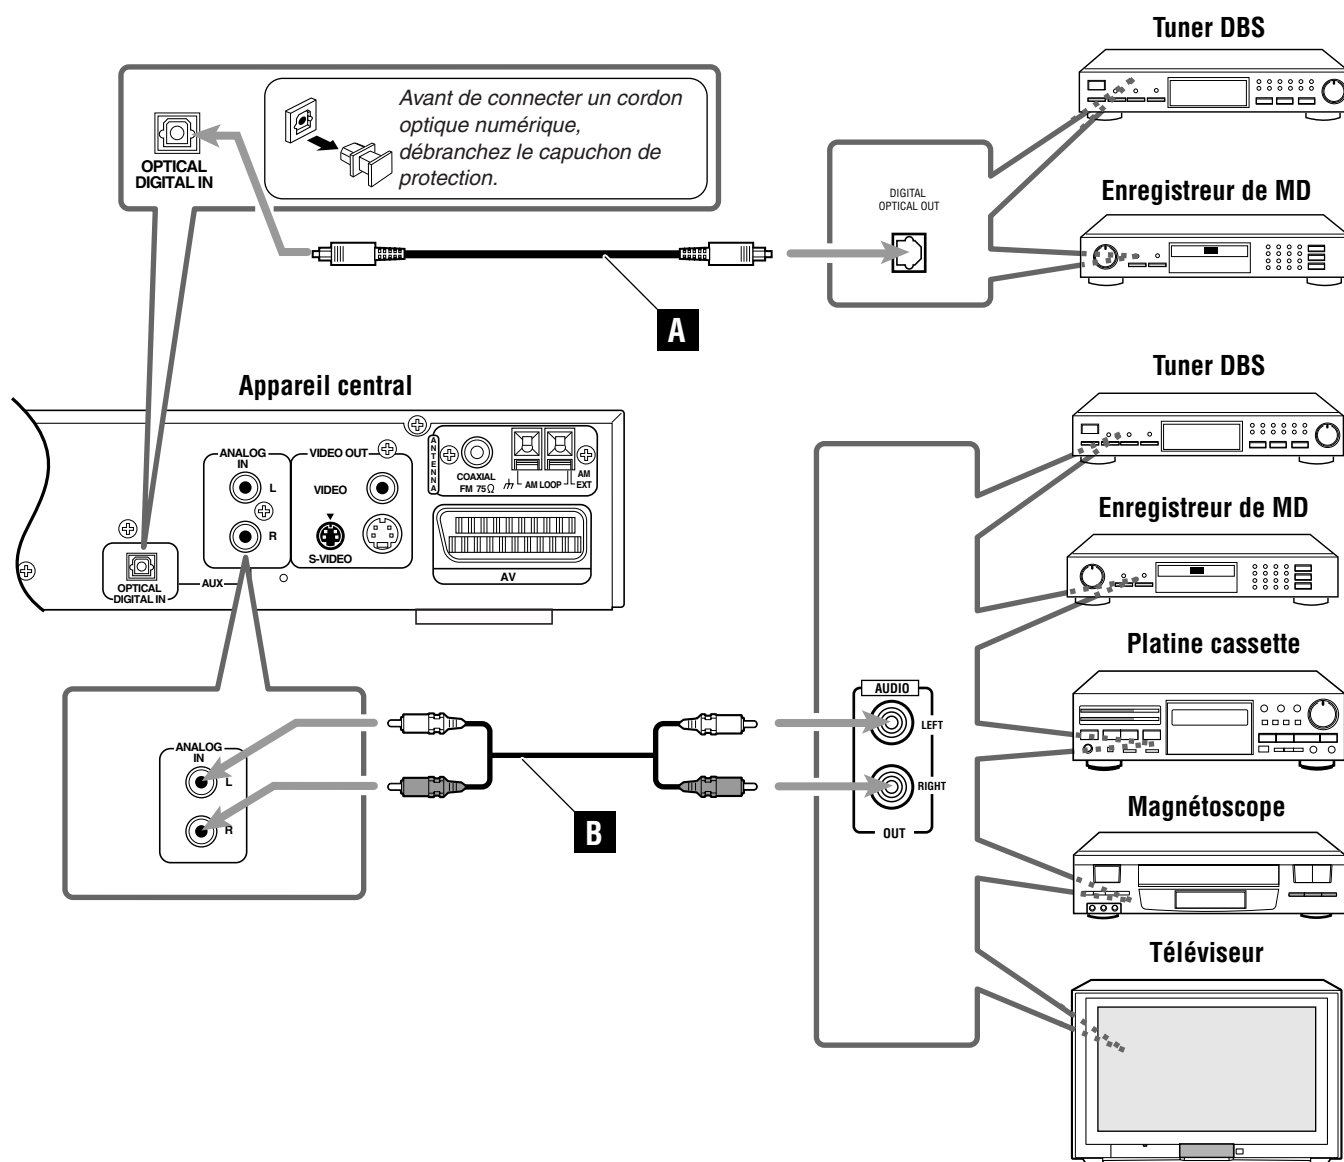 Tuner DBS
Avant de connecter un cordon
optique numérique,
débranchez le capuchon de
protection.
OPTICAL
DIGITAL IN
DIGITAL
OPTICAL OUT
Enregistreur de MD
A
Appareil central
Tuner DBS
ANALOG
IN
L
R
VIDEO OUT
VIDEO
S-VIDEO
ANTENNA
COAXIAL
FM 75Ω
AM LOOP
AM
EXT
AV
OPTICAL
DIGITAL IN
AUX
Enregistreur de MD
Platine cassette
AUDIO
LEFT
RIGHT
OUT
ANALOG
IN
L
R
B
Magnétoscope
Téléviseur